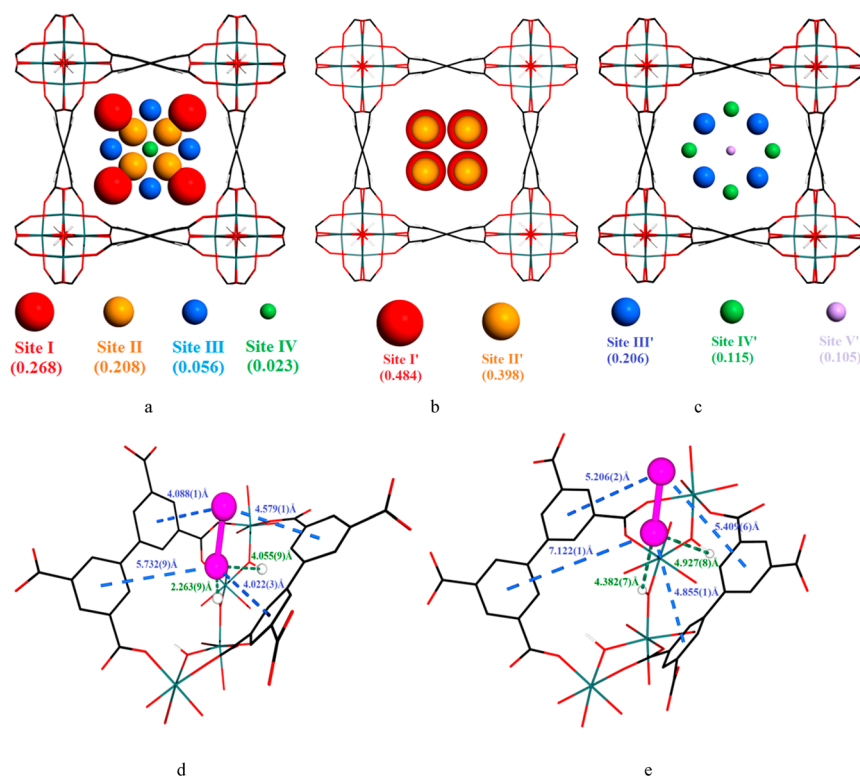 Site I
(0.268)
Site II
(0.208)
Site III
(0.056)
Site IV
(0.023)
Site I'
(0.484)
Site II'
(0.398)
Site III'
(0.206)
Site IV'
(0.115)
Site V'
(0.105)
a
b
c
4.088(1)Å
4.579(1)Å
5.732(9)Å
4.055(9)Å
2.263(9)Å
4.022(3)Å
5.206(2)Å
5.409(6)Å
7.122(1)Å
4.927(8)Å
4.382(7)Å
4.855(1)Å
d
e